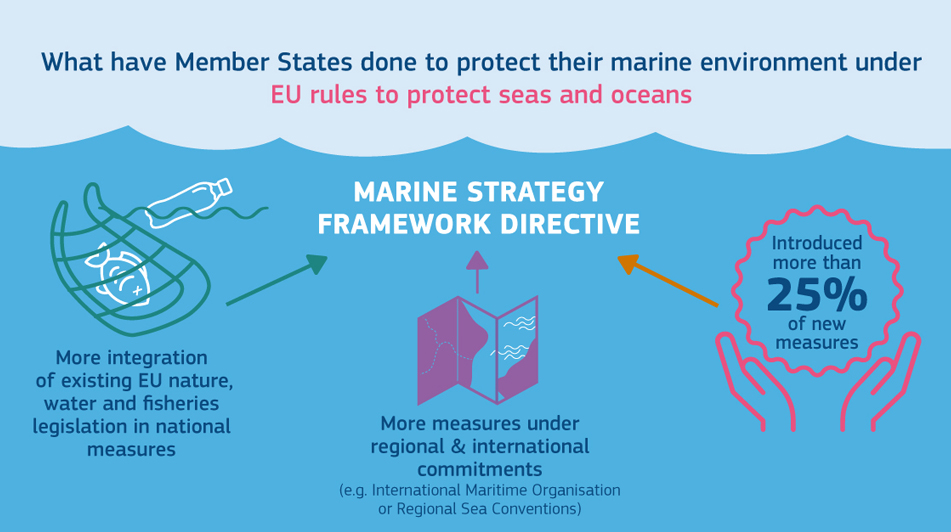 What have Member States done to protect their marine environment under
EU rules to protect seas and oceans
MARINE STRATEGY
FRAMEWORK DIRECTIVE
More integration
of existing EU nature,
water and fisheries
legislation in national
measures
More measures under
regional & international
commitments
(e.g. International Maritime Organisation
or Regional Sea Conventions)
Introduced
more than
25%
of new
measures